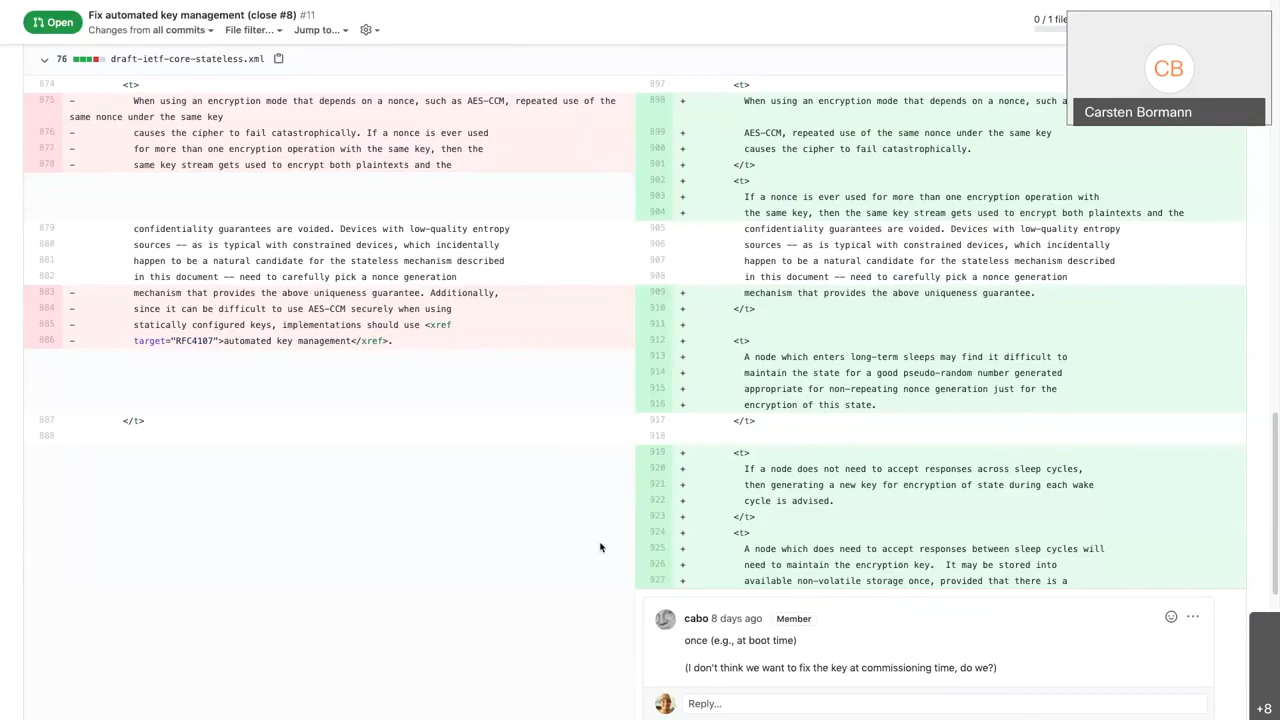 Open
Fix automated key management (close #8) #11
Changes from all commits
File filter...
Jump to...
0 / 1 file
CB
Carsten Bormann
76 draft-ietf-core-stateless.xml
874 <t>
875 - When using an encryption mode that depends on a nonce, such as AES-CCM, repeated use of the
same nonce under the same key
876 - causes the cipher to fail catastrophically. If a nonce is ever used
877 - for more than one encryption operation with the same key, then the
878 - same key stream gets used to encrypt both plaintexts and the
879 confidentiality guarantees are voided. Devices with low-quality entropy
880 sources -- as is typical with constrained devices, which incidentally
881 happen to be a natural candidate for the stateless mechanism described
882 in this document -- need to carefully pick a nonce generation
883 - mechanism that provides the above uniqueness guarantee. Additionally,
884 - since it can be difficult to use AES-CCM securely when using
885 - statically configured keys, implementations should use <xref
886 - target="RFC4107">automated key management</xref>.
887 </t>
888
897 <t>
898 + When using an encryption mode that depends on a nonce, such a
899 + AES-CCM, repeated use of the same nonce under the same key
900 + causes the cipher to fail catastrophically.
901 + </t>
902 + <t>
903 + If a nonce is ever used for more than one encryption operation with
904 + the same key, then the same key stream gets used to encrypt both plaintexts and the
905 confidentiality guarantees are voided. Devices with low-quality entropy
906 sources -- as is typical with constrained devices, which incidentally
907 happen to be a natural candidate for the stateless mechanism described
908 in this document -- need to carefully pick a nonce generation
909 + mechanism that provides the above uniqueness guarantee.
910 + </t>
911 +
912 + <t>
913 + A node which enters long-term sleeps may find it difficult to
914 + maintain the state for a good pseudo-random number generated
915 + appropriate for non-repeating nonce generation just for the
916 + encryption of this state.
917 </t>
918
919 + <t>
920 + If a node does not need to accept responses across sleep cycles,
921 + then generating a new key for encryption of state during each wake
922 + cycle is advised.
923 + </t>
924 + <t>
925 + A node which does need to accept responses between sleep cycles will
926 + need to maintain the encryption key. It may be stored into
927 + available non-volatile storage once, provided that there is a
cabo 8 days ago Member
once (e.g., at boot time)
(I don't think we want to fix the key at commissioning time, do we?)
Reply...
+8